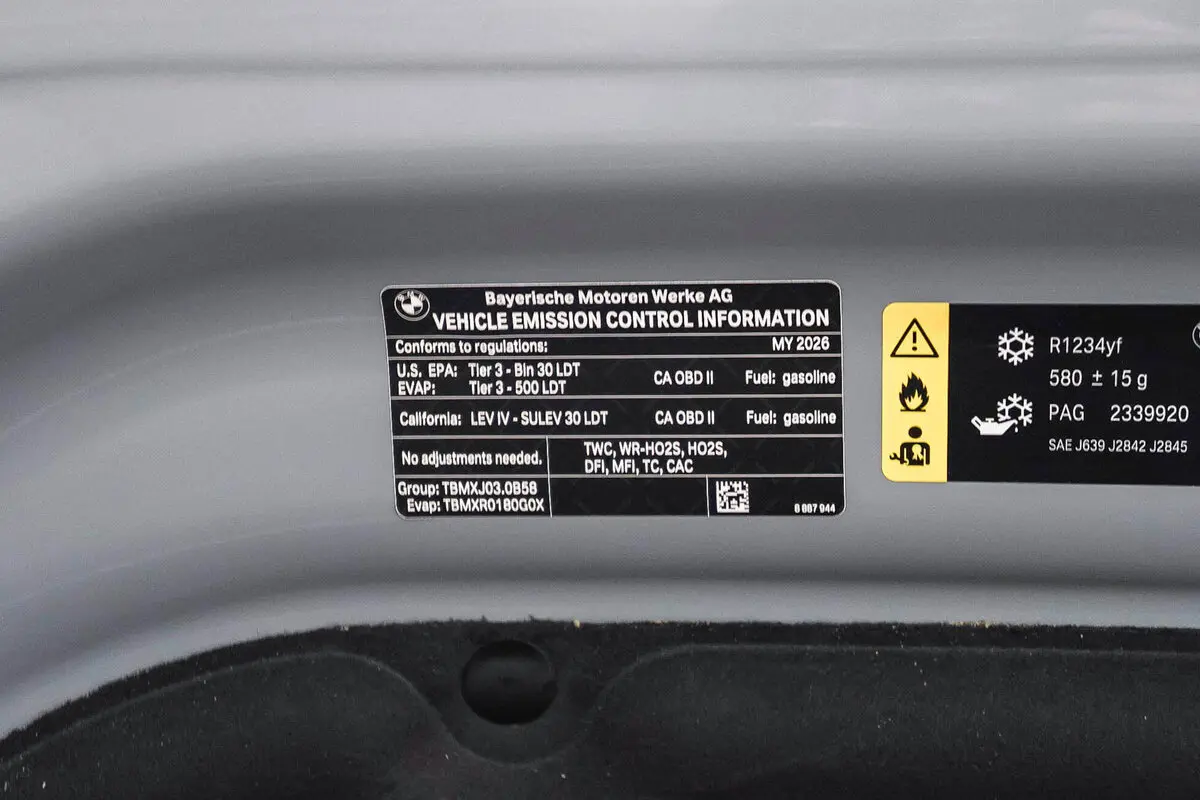 Bayerische Motoren Werke AG
VEHICLE EMISSION CONTROL INFORMATION
Conforms to regulations: MY 2026
U.S. EPA: Tier 3 - Bin 30 LDT
EVAP: Tier 3 - 500 LDT
CA OBD II Fuel: gasoline
California: LEV IV - SULEV 30 LDT CA OBD II Fuel: gasoline
No adjustments needed.
TWC, WR-HO2S, HO2S,
DFI, MFI, TC, CAC
Group: TBMXJ03.0B58
Evap: TBMXR0180G0X
R1234yf
580 ± 15 g
PAG 2339920
SAE J639 J2842 J2845